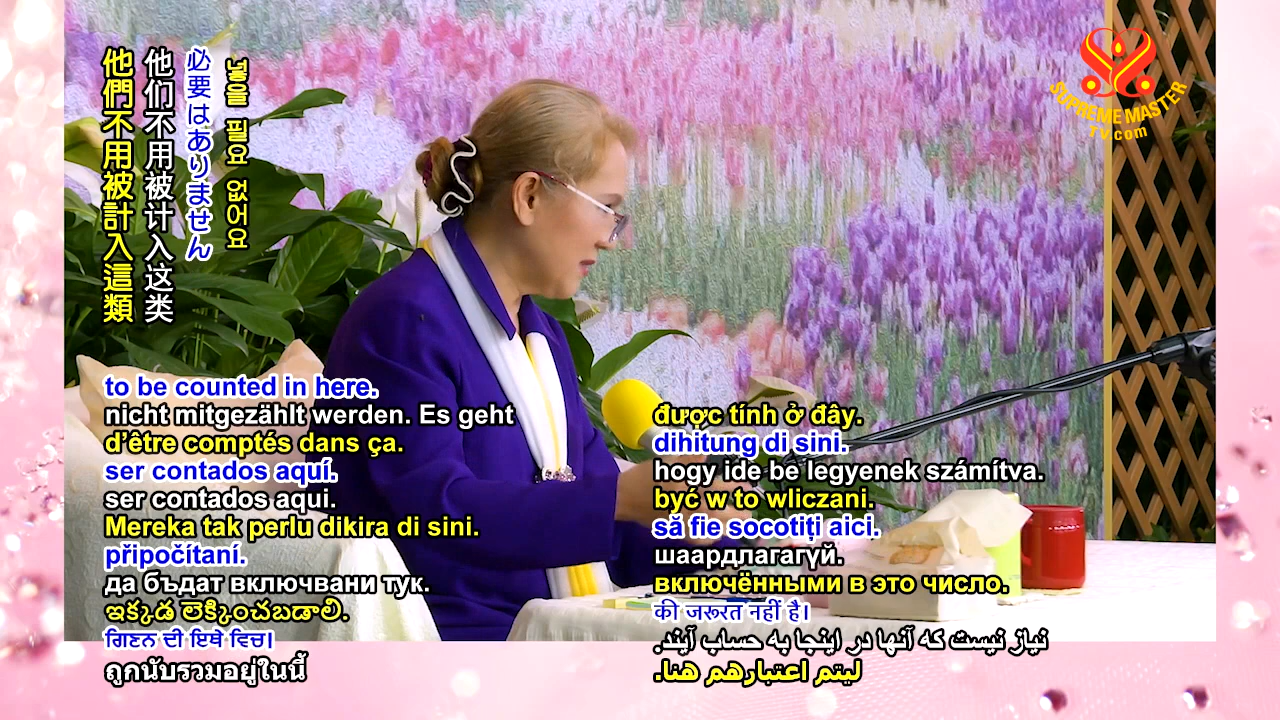 他們不用被計入這類
他们不用被计入这类
必要はありません
넣을 필요 없어요
SUPREME MASTER
TV.com
to be counted in here.
nicht mitgezählt werden. Es geht
d'être comptés dans ça.
ser contados aquí.
ser contados aqui.
Mereka tak perlu dikira di sini.
připočítaní.
да бъдат включвани тук.
ఇక్కడ లెక్కించబడాలి.
ਗਿਣਨ ਦੀ ਇਥੇ ਵਿਚ।
ถูกนับรวมอยู่ในนี้
được tính ở đây.
dihitung di sini.
hogy ide be legyenek számítva.
być w to wliczani.
să fie socotiți aici.
шаардлагагүй.
включёнными в это число.
की जरूरत नहीं है।
نیاز نیست که آنها در اینجا به حساب آیند.
ليتم اعتبارهم هنا.